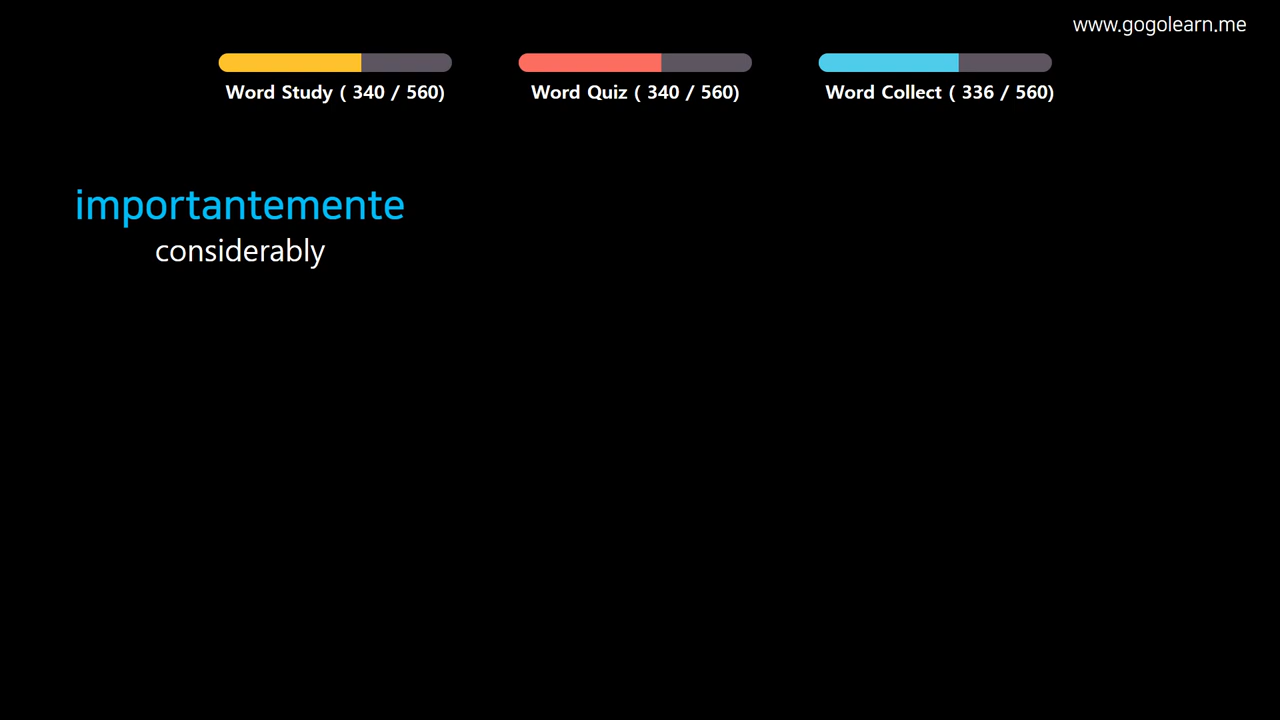 www.gogolearn.me
Word Study ( 340 / 560)
Word Quiz ( 340 / 560)
Word Collect ( 336 / 560)
importantemente
considerably